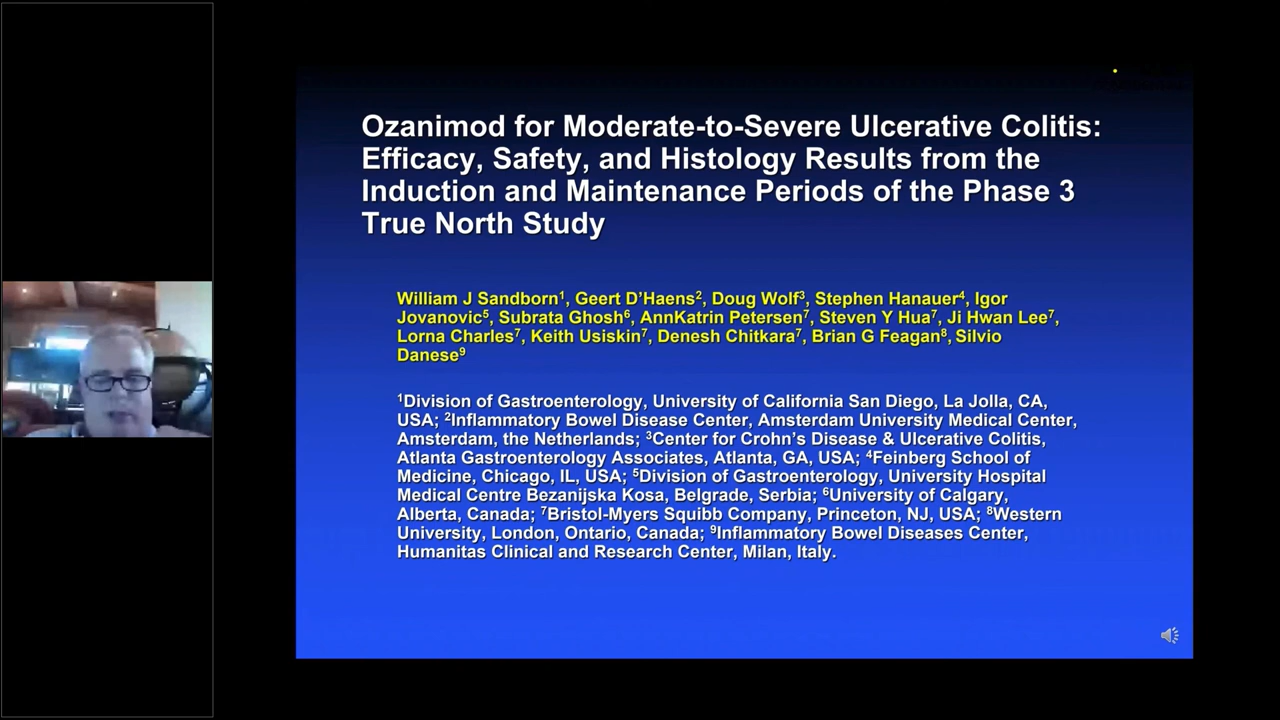 Ozanimod for Moderate-to-Severe Ulcerative Colitis:
Efficacy, Safety, and Histology Results from the
Induction and Maintenance Periods of the Phase 3
True North Study
William J Sandborn¹, Geert D'Haens², Doug Wolf³, Stephen Hanauer⁴, Igor
Jovanovic⁵, Subrata Ghosh⁶, AnnKatrin Petersen⁷, Steven Y Hua⁷, Ji Hwan Lee⁷,
Lorna Charles⁷, Keith Usiskin⁷, Denesh Chitkara⁷, Brian G Feagan⁸, Silvio
Danese⁹
¹Division of Gastroenterology, University of California San Diego, La Jolla, CA,
USA; ²Inflammatory Bowel Disease Center, Amsterdam University Medical Center,
Amsterdam, the Netherlands; ³Center for Crohn's Disease & Ulcerative Colitis,
Atlanta Gastroenterology Associates, Atlanta, GA, USA; ⁴Feinberg School of
Medicine, Chicago, IL, USA; ⁵Division of Gastroenterology, University Hospital
Medical Centre Bezanijska Kosa, Belgrade, Serbia; ⁶University of Calgary,
Alberta, Canada; ⁷Bristol-Myers Squibb Company, Princeton, NJ, USA; ⁸Western
University, London, Ontario, Canada; ⁹Inflammatory Bowel Diseases Center,
Humanitas Clinical and Research Center, Milan, Italy.